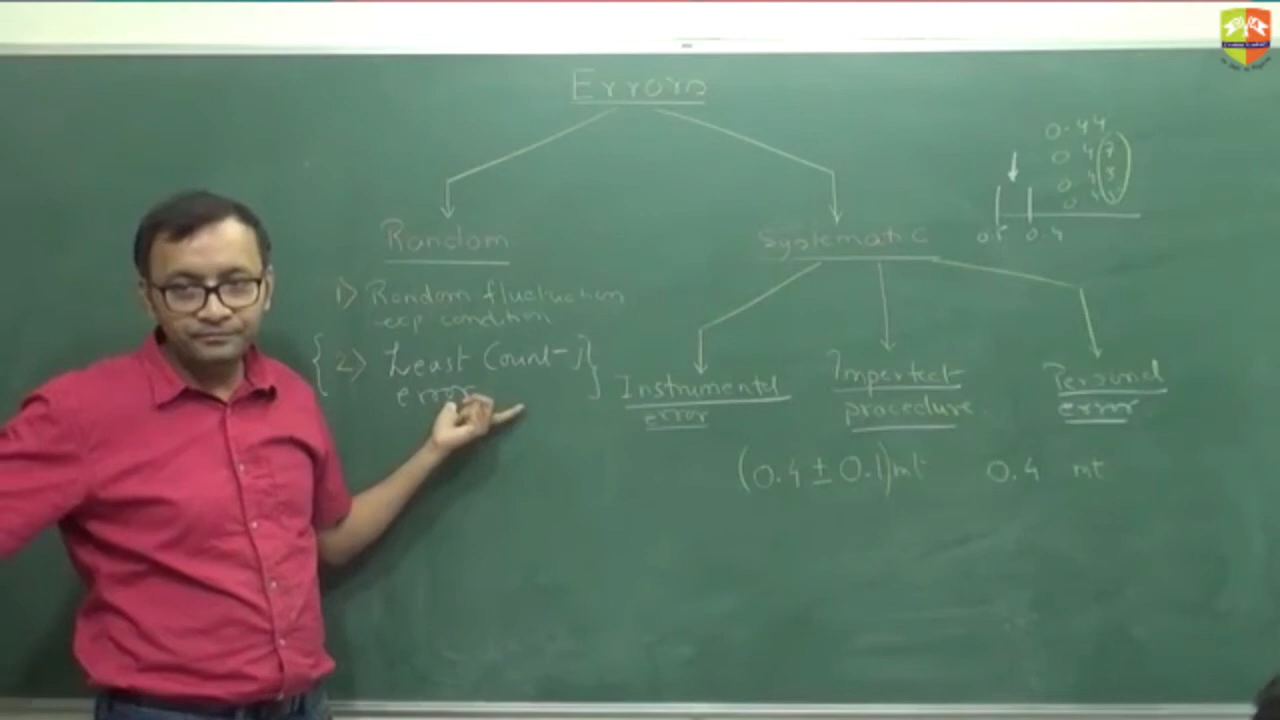 Errors
0.44
0.4
0.4
0.5 0.4
Random
Systematic
1) Random fluctuation
exp condition
{ 2) Least Count }
error
Instrumental
error
Imperfect
procedure
Personal
error
(0.4 ± 0.1) mt 0.4 mt